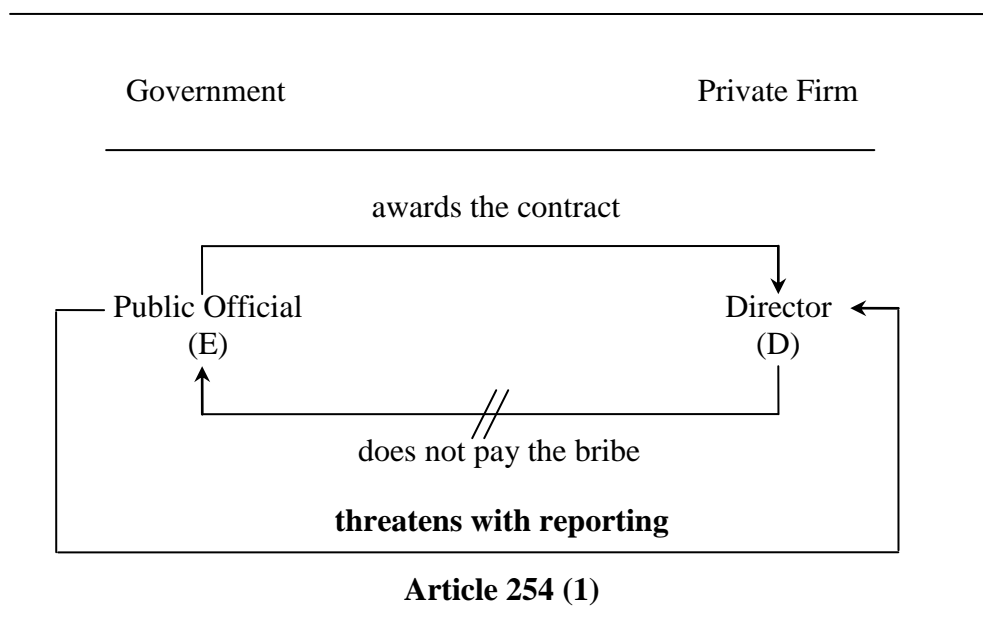 Government Private Firm
awards the contract
Public Official Director
(E) (D)
does not pay the bribe
threatens with reporting
Article 254 (1)